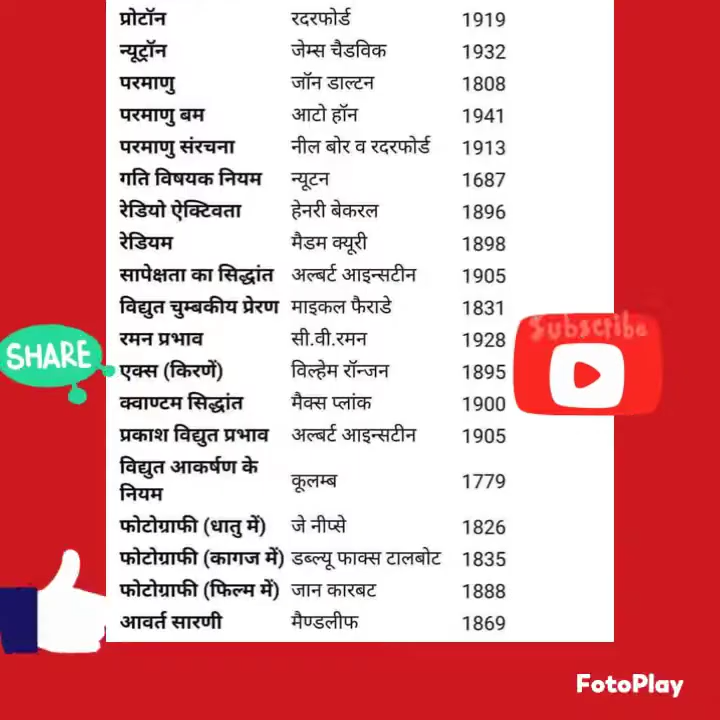 प्रोटॉन रदरफोर्ड 1919
न्यूट्रॉन जेम्स चैडविक 1932
परमाणु जॉन डाल्टन 1808
परमाणु बम आटो हॉन 1941
परमाणु संरचना नील बोर व रदरफोर्ड 1913
गति विषयक नियम न्यूटन 1687
रेडियो ऐक्टिवता हेनरी बेकरल 1896
रेडियम मैडम क्यूरी 1898
सापेक्षता का सिद्धांत अल्बर्ट आइन्सटीन 1905
विद्युत चुम्बकीय प्रेरण माइकल फैराडे 1831
Subscribe
रमन प्रभाव सी.वी.रमन 1928
SHARE
एक्स (किरणें) विल्हेम रॉन्जन 1895
क्वाण्टम सिद्धांत मैक्स प्लांक 1900
प्रकाश विद्युत प्रभाव अल्बर्ट आइन्सटीन 1905
विद्युत आकर्षण के
नियम कूलम्ब 1779
फोटोग्राफी (धातु में) जे नीप्से 1826
फोटोग्राफी (कागज में) डब्ल्यू फाक्स टालबोट 1835
फोटोग्राफी (फिल्म में) जान कारबट 1888
आवर्त सारणी मैण्डलीफ 1869
FotoPlay